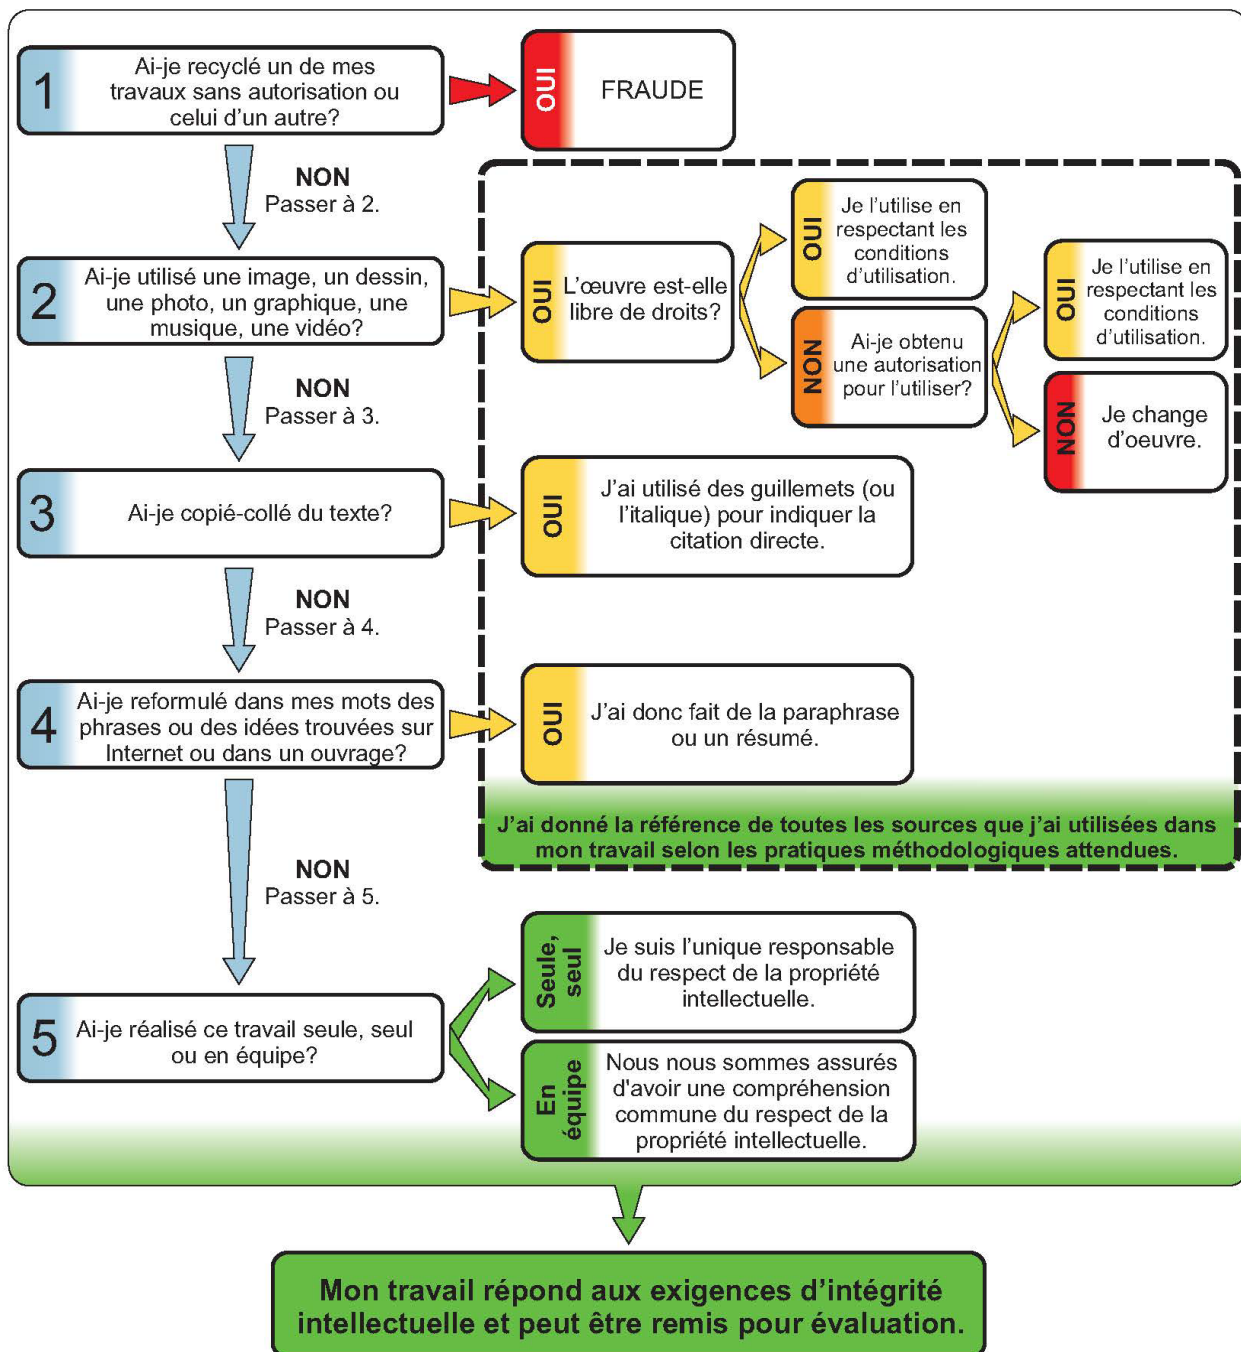 1
Ai-je recyclé un de mes
travaux sans autorisation ou
celui d'un autre?
OUI
FRAUDE
NON
Passer à 2.
2
Ai-je utilisé une image, un dessin,
une photo, un graphique, une
musique, une vidéo?
OUI
L'œuvre est-elle
libre de droits?
OUI
Je l'utilise en
respectant les
conditions
d'utilisation.
NON
Ai-je obtenu
une autorisation
pour l'utiliser?
OUI
Je l'utilise en
respectant les
conditions
d'utilisation.
NON
Je change
d'oeuvre.
NON
Passer à 3.
3
Ai-je copié-collé du texte?
OUI
J'ai utilisé des guillemets (ou
l'italique) pour indiquer la
citation directe.
NON
Passer à 4.
4
Ai-je reformulé dans mes mots des
phrases ou des idées trouvées sur
Internet ou dans un ouvrage?
OUI
J'ai donc fait de la paraphrase
ou un résumé.
J'ai donné la référence de toutes les sources que j'ai utilisées dans
mon travail selon les pratiques méthodologiques attendues.
NON
Passer à 5.
5
Ai-je réalisé ce travail seule, seul
ou en équipe?
Seule,
seul
Je suis l'unique responsable
du respect de la propriété
intellectuelle.
En
équipe
Nous nous sommes assurés
d'avoir une compréhension
commune du respect de la
propriété intellectuelle.
Mon travail répond aux exigences d'intégrité
intellectuelle et peut être remis pour évaluation.